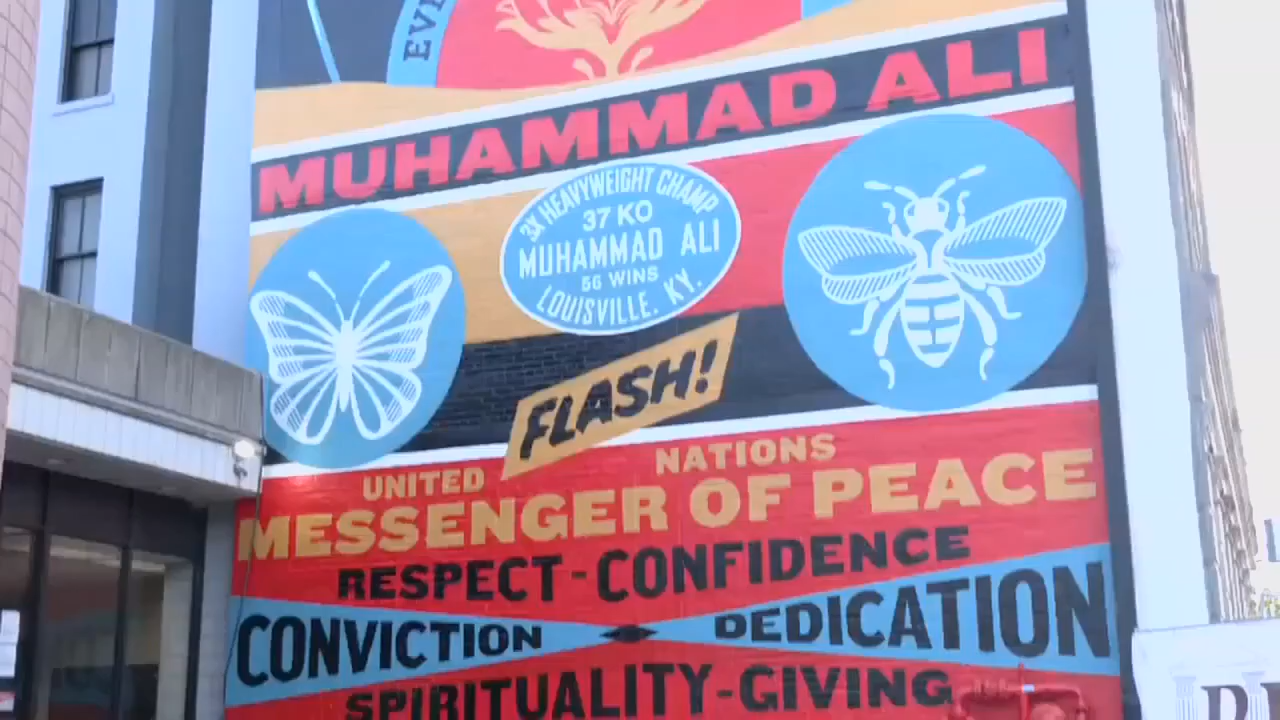 MUHAMMAD ALI
3X HEAVYWEIGHT CHAMP
37 KO
MUHAMMAD ALI
56 WINS
LOUISVILLE. KY.
FLASH!
UNITED NATIONS
MESSENGER OF PEACE
RESPECT-CONFIDENCE
CONVICTION DEDICATION
SPIRITUALITY-GIVING